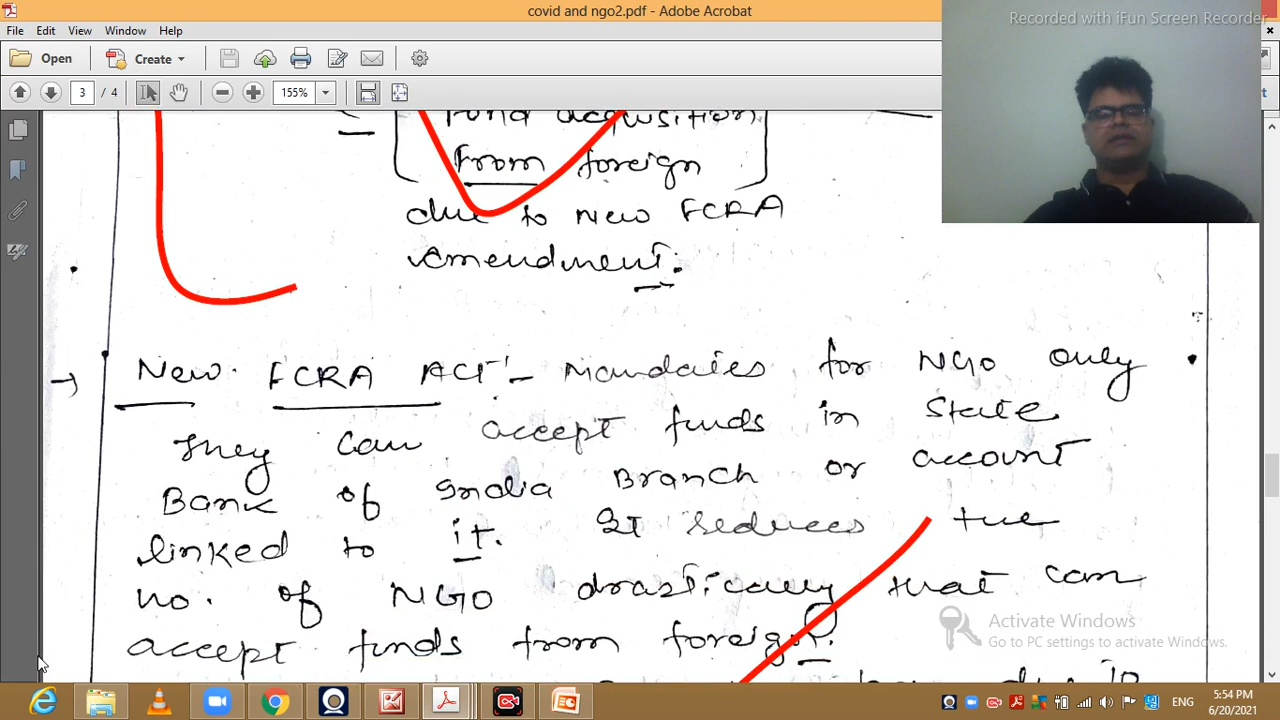 covid and ngo2.pdf - Adobe Acrobat
Recorded with iFun Screen Recorder
File Edit View Window Help
Open Create
3 / 4 155%
Fund acquisition
From foreign
due to New FCRA
Amendment.
→ New FCRA ACT:- Mandates for NGO only
They can accept funds in State
Bank of India Branch or account
linked to it. It reduces the
no. of NGO drastically that can
accept funds from foreign.
due to
Activate Windows
Go to PC settings to activate Windows.
ENG
5:54 PM
6/20/2021